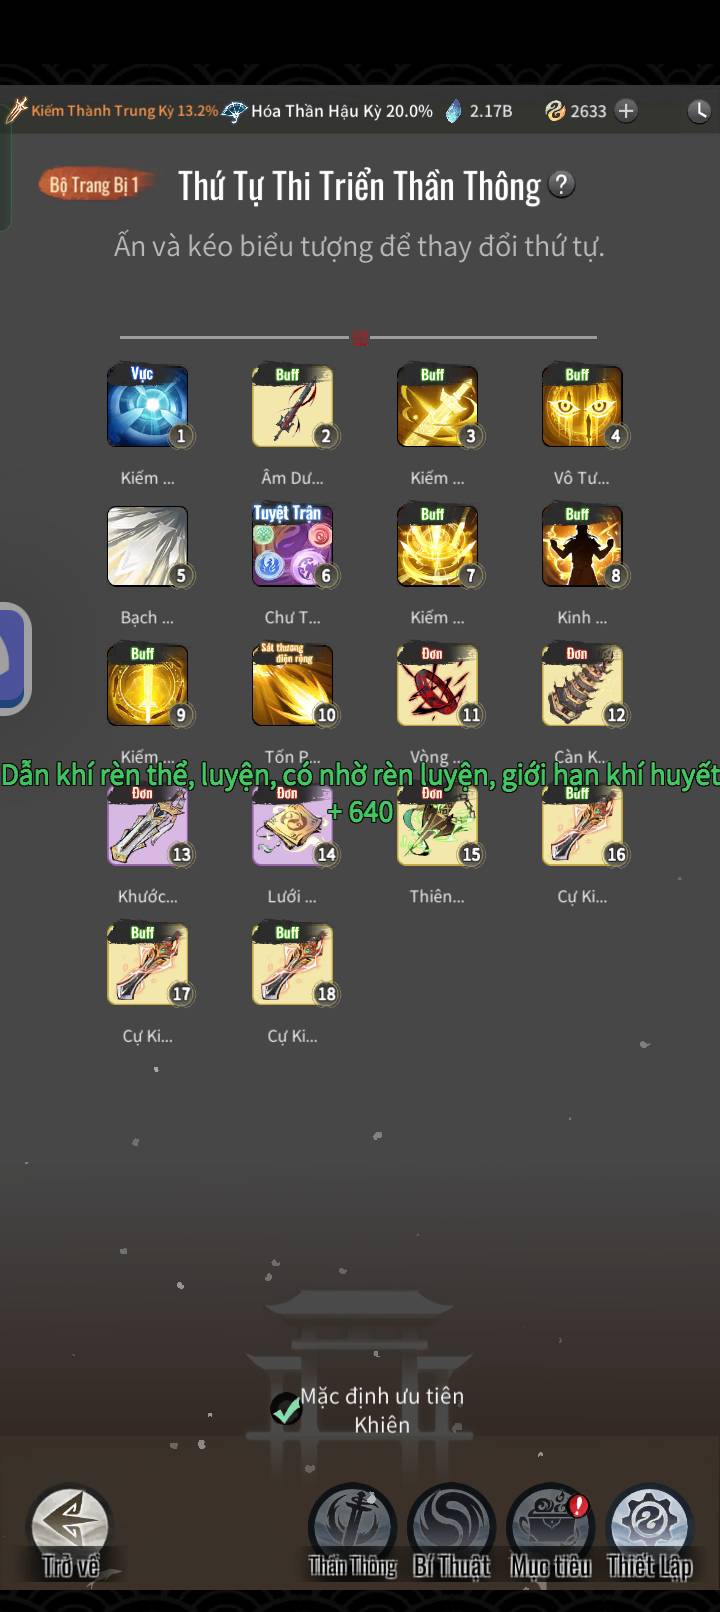 Kiếm Thành Trung Kỳ 13.2% Hóa Thần Hậu Kỳ 20.0% 2.17B 2633
Bộ Trang Bị 1 Thứ Tự Thi Triển Thần Thông ?
Ấn và kéo biểu tượng để thay đổi thứ tự.
Vực Buff Buff Buff
1 2 3 4
Kiếm ... Âm Dư... Kiếm ... Vô Tư...
Tuyệt Trận Buff Buff
5 6 7 8
Bạch ... Chư T... Kiếm ... Kinh ...
Buff Sát thương diện rộng Đơn Đơn
9 10 11 12
Kiếm ... Tốn P... Vòng ... Càn K...
Dẫn khí rèn thể, luyện, có nhờ rèn luyện, giới hạn khí huyết
+ 640
Đơn Đơn Đơn Buff
13 14 15 16
Khước... Lưới ... Thiên... Cự Ki...
Buff Buff
17 18
Cự Ki... Cự Ki...
Mặc định ưu tiên
Khiên
Trở về Thần Thông Bí Thuật Mục tiêu Thiết Lập